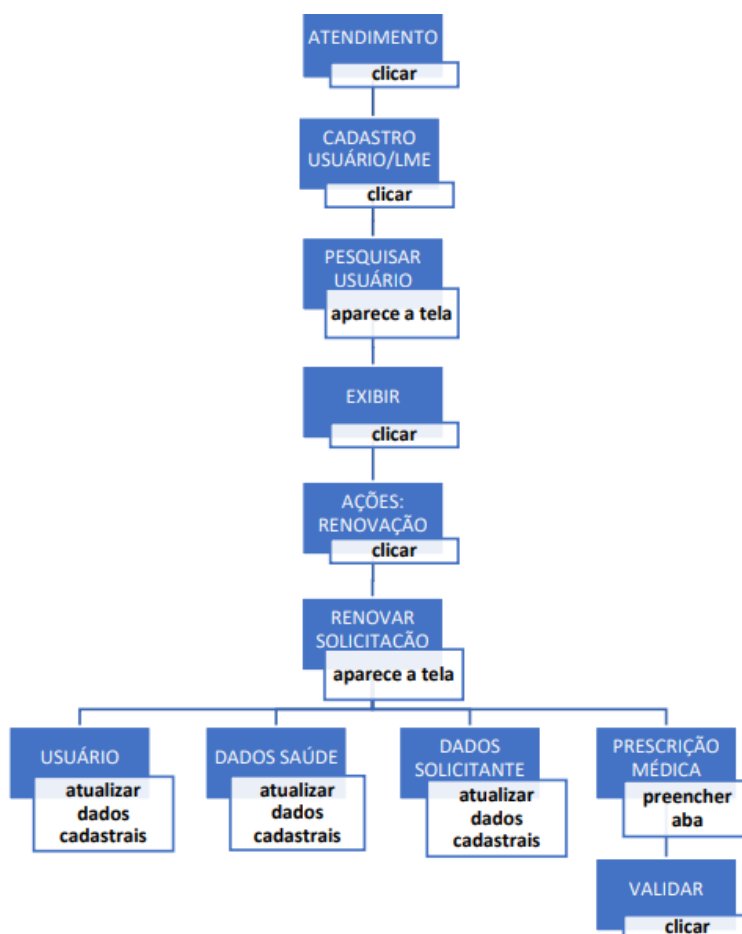 ATENDIMENTO
clicar
CADASTRO
USUÁRIO/LME
clicar
PESQUISAR
USUÁRIO
aparece a tela
EXIBIR
clicar
AÇÕES:
RENOVAÇÃO
clicar
RENOVAR
SOLICITAÇÃO
aparece a tela
USUÁRIO
atualizar
dados
cadastrais
DADOS SAÚDE
atualizar
dados
cadastrais
DADOS
SOLICITANTE
atualizar
dados
cadastrais
PRESCRIÇÃO
MÉDICA
preencher
aba
VALIDAR
clicar